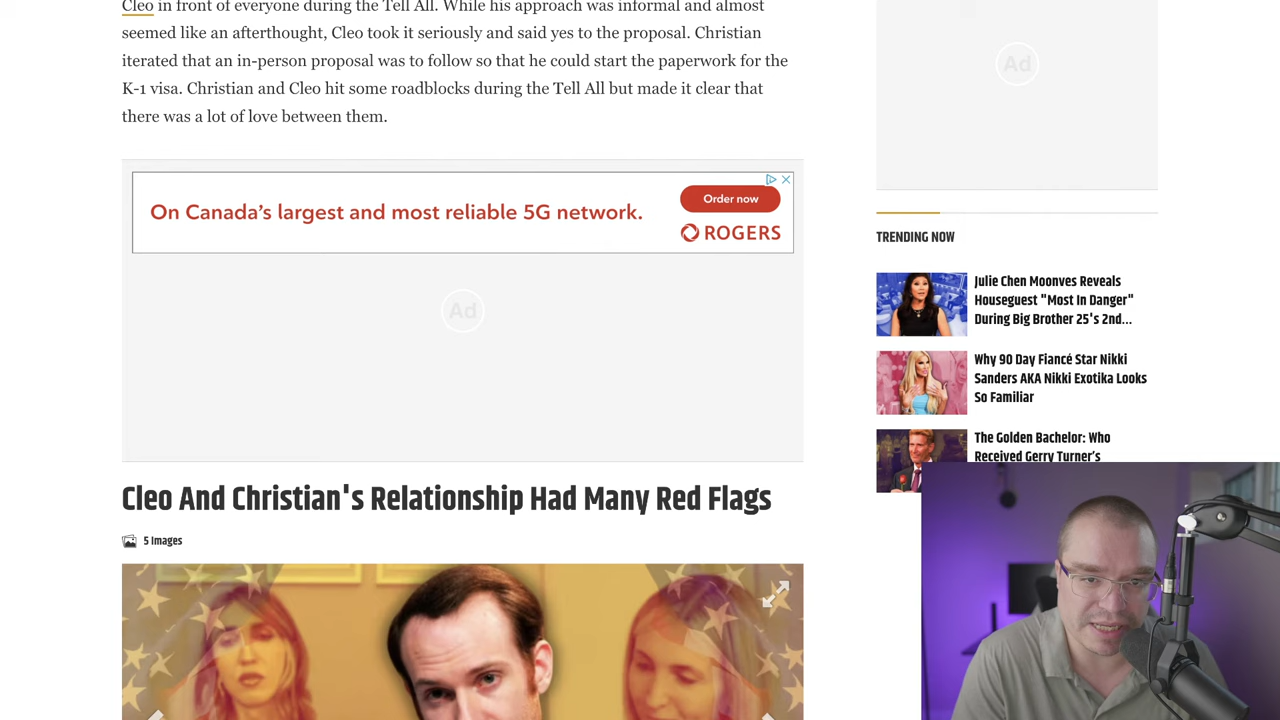 Cleo in front of everyone during the Tell All. While his approach was informal and almost
seemed like an afterthought, Cleo took it seriously and said yes to the proposal. Christian
iterated that an in-person proposal was to follow so that he could start the paperwork for the
K-1 visa. Christian and Cleo hit some roadblocks during the Tell All but made it clear that
there was a lot of love between them.
On Canada's largest and most reliable 5G network.
Order now
ROGERS
Ad
Cleo And Christian's Relationship Had Many Red Flags
5 Images
Ad
TRENDING NOW
Julie Chen Moonves Reveals
Houseguest "Most In Danger"
During Big Brother 25's 2nd...
Why 90 Day Fiancé Star Nikki
Sanders AKA Nikki Exotika Looks
So Familiar
The Golden Bachelor: Who
Received Gerry Turner's